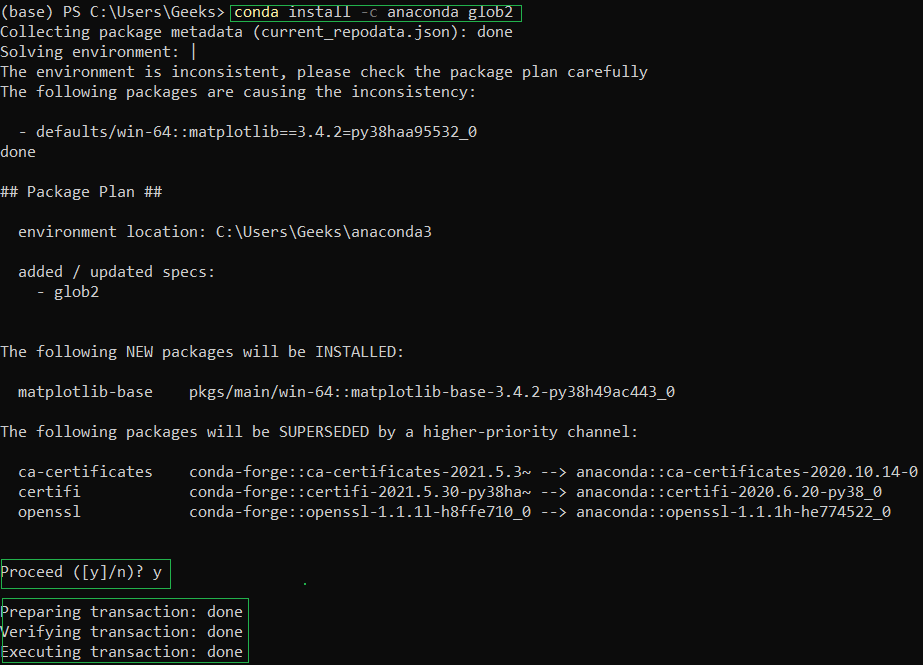 (base) PS C:\Users\Geeks> conda install -c anaconda glob2
Collecting package metadata (current_repodata.json): done
Solving environment: |
The environment is inconsistent, please check the package plan carefully
The following packages are causing the inconsistency:
- defaults/win-64::matplotlib==3.4.2=py38haa95532_0
done
## Package Plan ##
environment location: C:\Users\Geeks\anaconda3
added / updated specs:
- glob2
The following NEW packages will be INSTALLED:
matplotlib-base pkgs/main/win-64::matplotlib-base-3.4.2-py38h49ac443_0
The following packages will be SUPERSEDED by a higher-priority channel:
ca-certificates conda-forge::ca-certificates-2021.5.3~ --> anaconda::ca-certificates-2020.10.14-0
certifi conda-forge::certifi-2021.5.30-py38ha~ --> anaconda::certifi-2020.6.20-py38_0
openssl conda-forge::openssl-1.1.1l-h8ffe710_0 --> anaconda::openssl-1.1.1h-he774522_0
Proceed ([y]/n)? y
Preparing transaction: done
Verifying transaction: done
Executing transaction: done